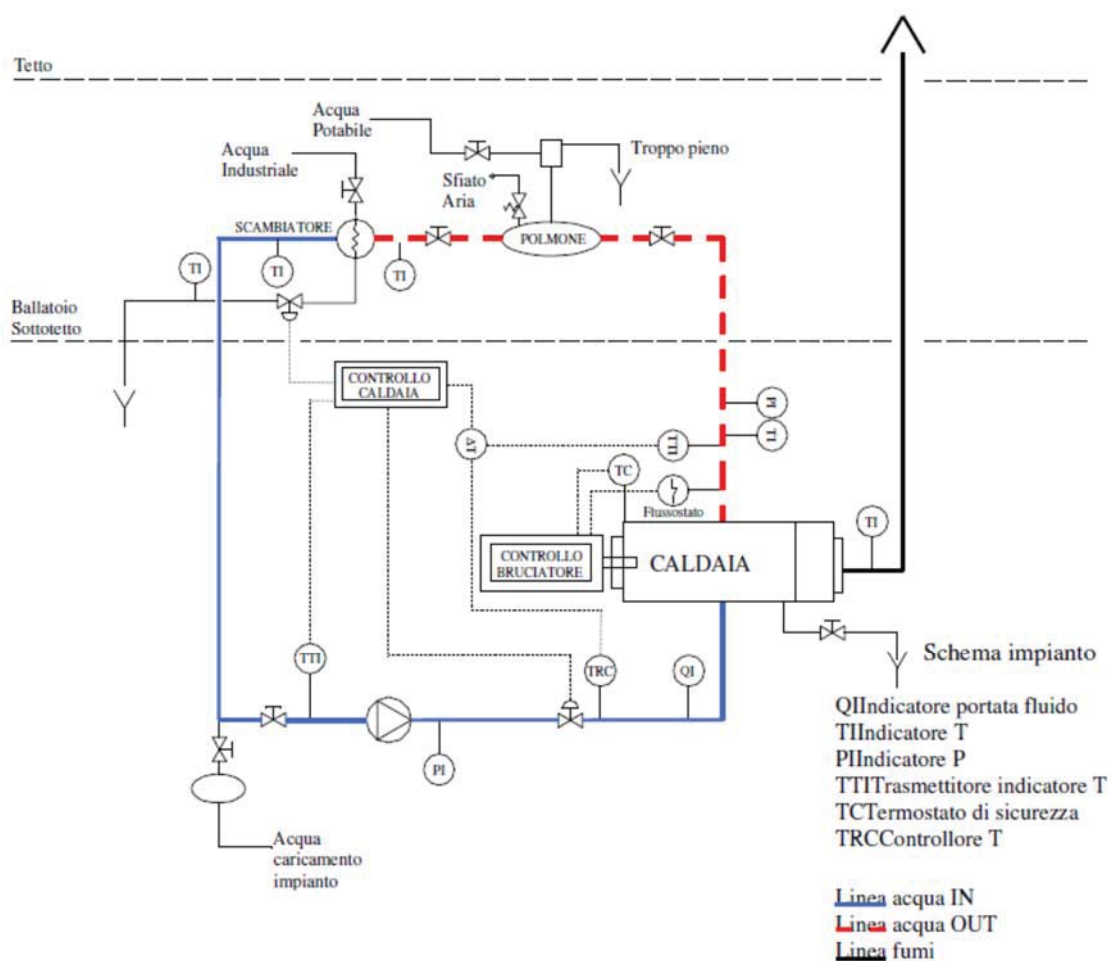 Tetto
Acqua
Potabile
Acqua
Industriale
Troppo pieno
Sfiato
Aria
SCAMBIATORE
POLMONE
TI
TI
TI
Ballatoio
Sottotetto
CONTROLLO
CALDAIA
PI
TI
ΔT
TTI
TC
Flussostato
TI
CONTROLLO
BRUCIATORE
CALDAIA
TTI
TRC
QI
PI
Acqua
caricamento
impianto
Schema impianto
QIIndicatore portata fluido
TIIndicatore T
PIIndicatore P
TTITrasmettitore indicatore T
TCTermostato di sicurezza
TRCControllore T
Linea acqua IN
Linea acqua OUT
Linea fumi